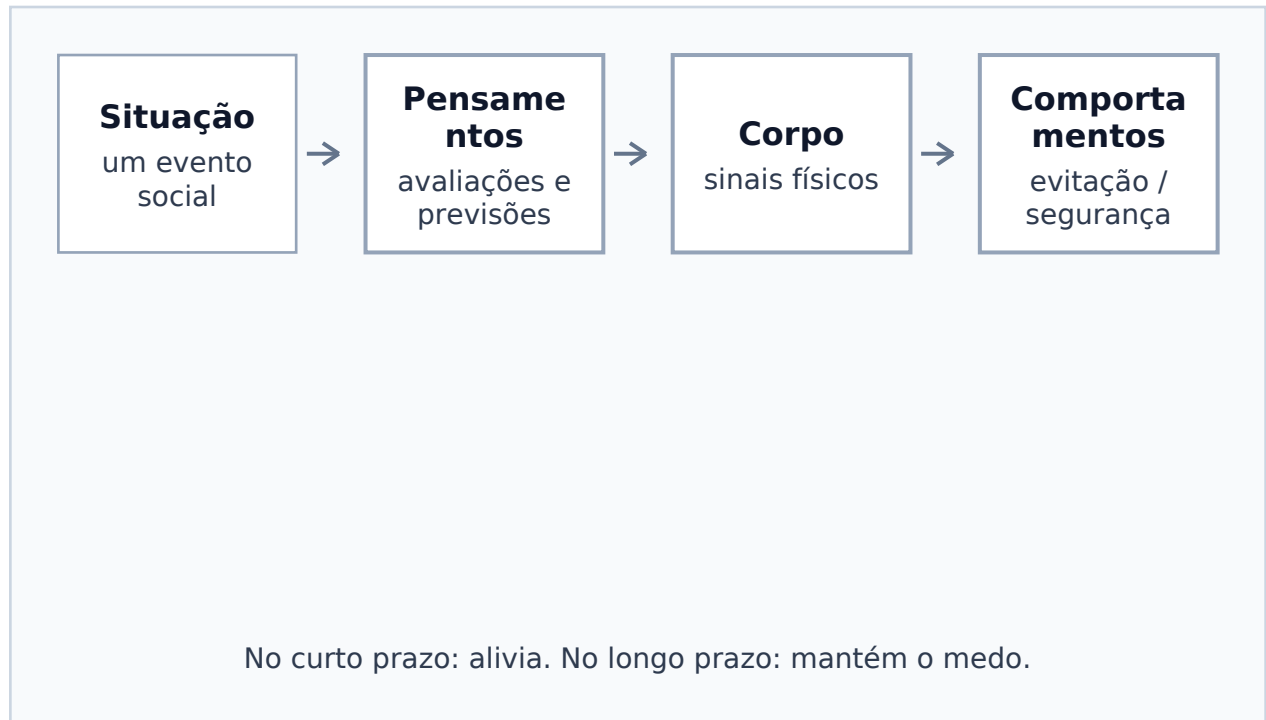 Situação
um evento
social
Pensame
ntos
avaliações e
previsões
Corpo
sinais físicos
Comporta
mentos
evitação /
segurança
No curto prazo: alivia. No longo prazo: mantém o medo.